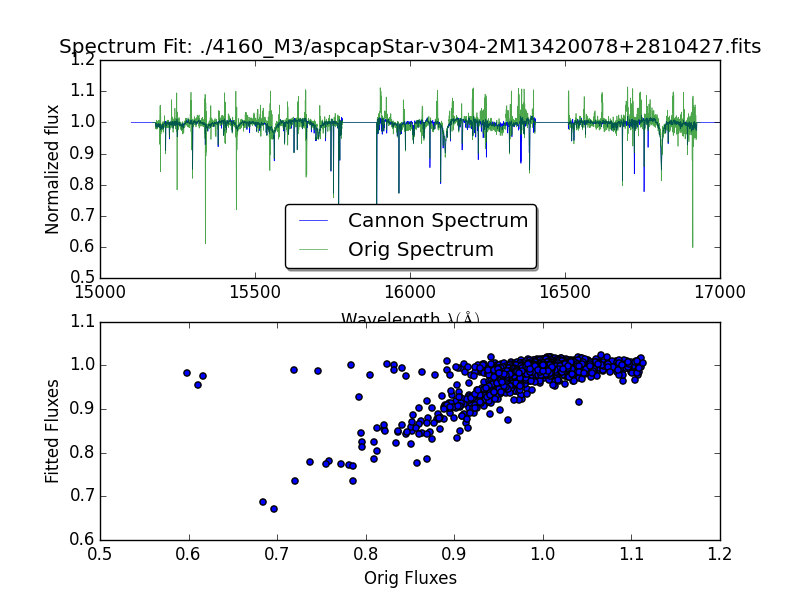 Spectrum Fit: ./4160_M3/aspcapStar-v304-2M13420078+2810427.fits
1.2
1.1
1.0
0.9
0.8
0.7
0.6
0.5
Normalized flux
Cannon Spectrum
Orig Spectrum
15000 15500 16000 16500 17000
Wavelength λ(Å)
1.1
1.0
0.9
0.8
0.7
0.6
Fitted Fluxes
0.5 0.6 0.7 0.8 0.9 1.0 1.1 1.2
Orig Fluxes